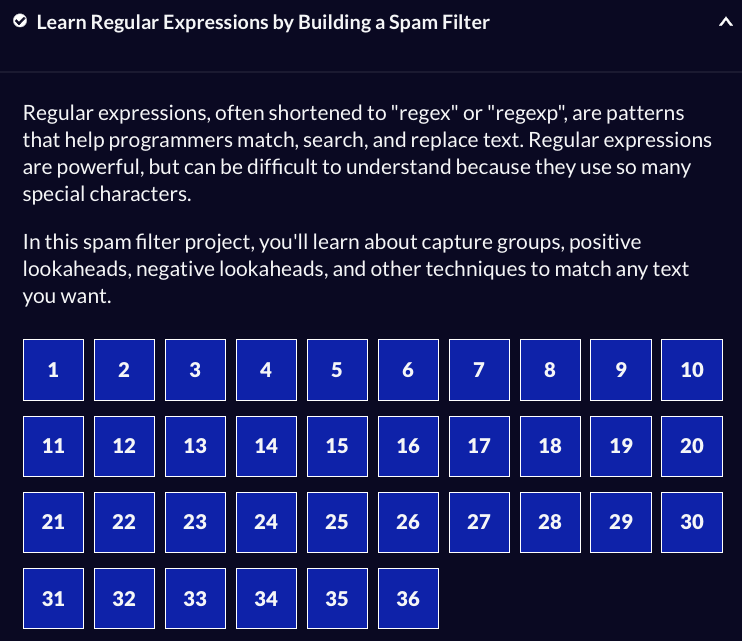 Learn Regular Expressions by Building a Spam Filter
Regular expressions, often shortened to "regex" or "regexp", are patterns
that help programmers match, search, and replace text. Regular expressions
are powerful, but can be difficult to understand because they use so many
special characters.
In this spam filter project, you'll learn about capture groups, positive
lookaheads, negative lookaheads, and other techniques to match any text
you want.
1 2 3 4 5 6 7 8 9 10
11 12 13 14 15 16 17 18 19 20
21 22 23 24 25 26 27 28 29 30
31 32 33 34 35 36